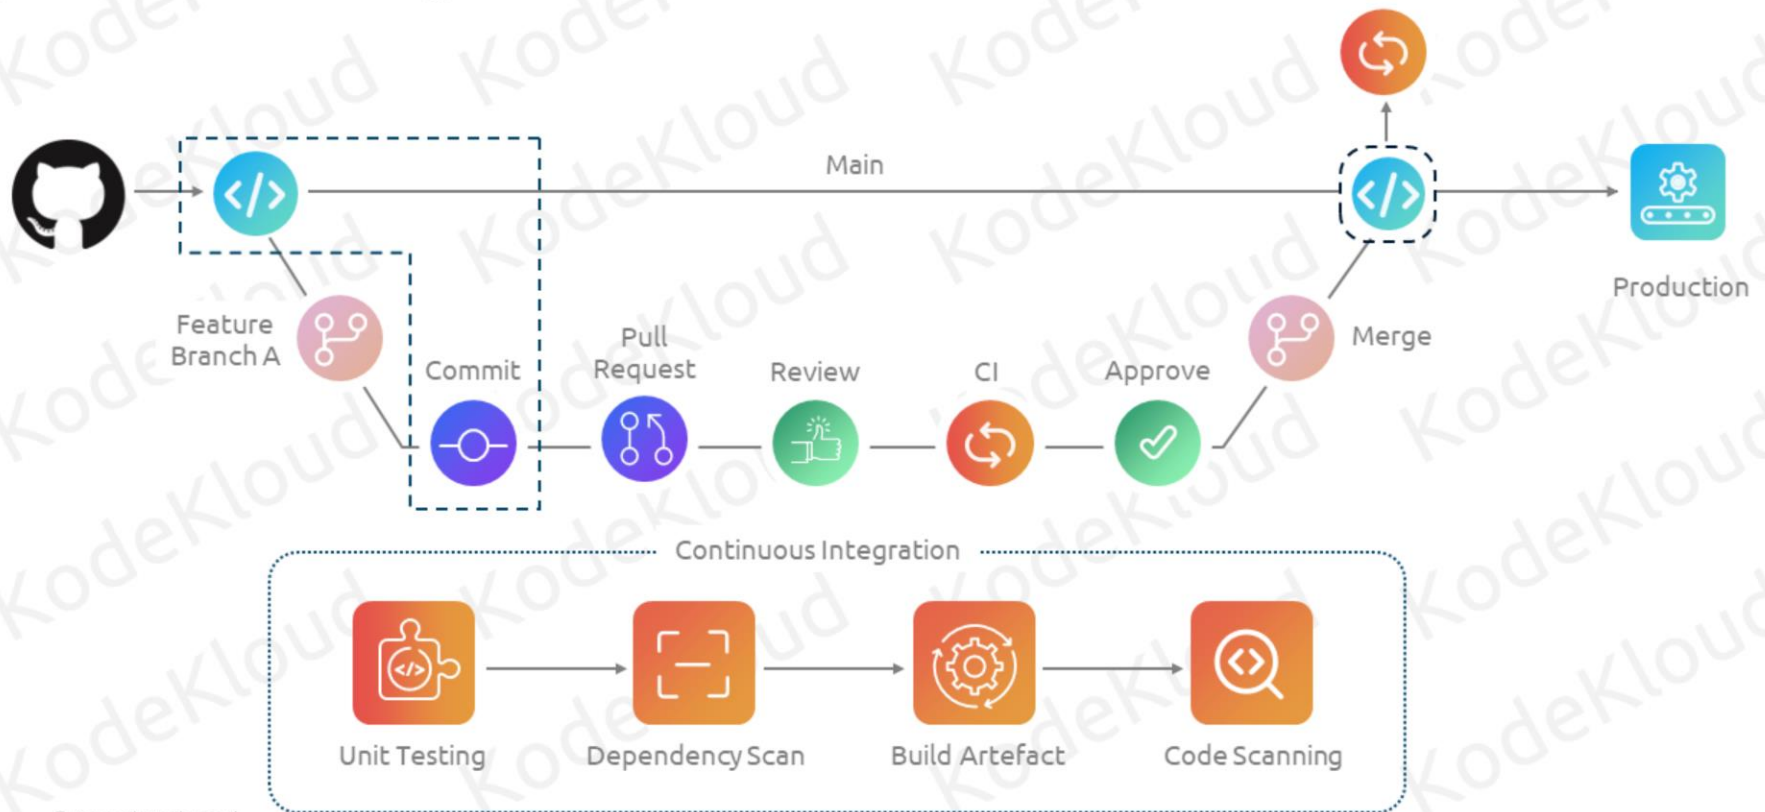 Main
Production
Feature
Branch A
Commit
Pull
Request
Review
CI
Approve
Merge
Continuous Integration
Unit Testing
Dependency Scan
Build Artefact
Code Scanning
KodeKloud